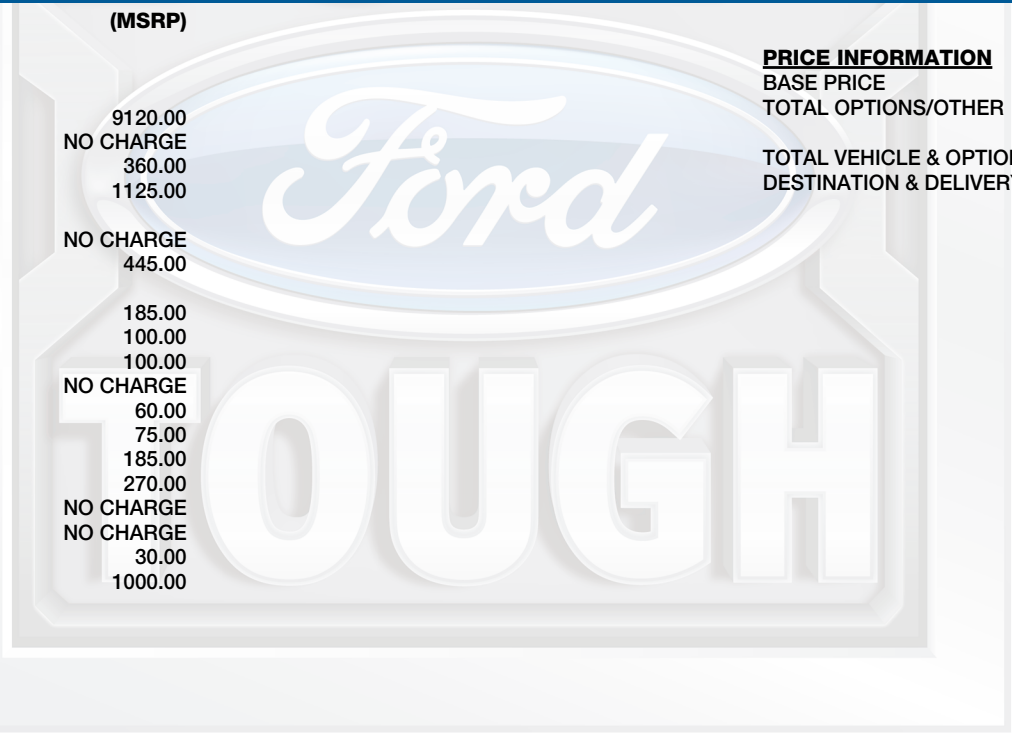 (MSRP)
9120.00
NO CHARGE
360.00
1125.00
NO CHARGE
445.00
185.00
100.00
100.00
NO CHARGE
60.00
75.00
185.00
270.00
NO CHARGE
NO CHARGE
30.00
1000.00
PRICE INFORMATION
BASE PRICE
TOTAL OPTIONS/OTHER
TOTAL VEHICLE & OPTION
DESTINATION & DELIVERY
Ford
TOUGH